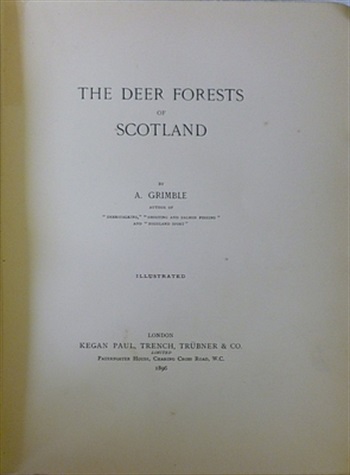 THE DEER FORESTS
OF
SCOTLAND
BY
A. GRIMBLE
AUTHOR OF
"DEER-STALKING," "SHOOTING AND SALMON FISHING"
AND "HIGHLAND SPORT"
ILLUSTRATED
LONDON
KEGAN PAUL, TRENCH, TRÜBNER & CO.
LIMITED
PATERNOSTER HOUSE, CHARING CROSS ROAD, W.C.
1896